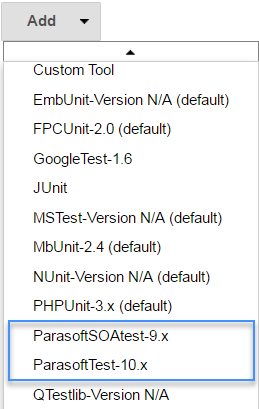 Add
Custom Tool
EmbUnit-Version N/A (default)
FPCUnit-2.0 (default)
GoogleTest-1.6
JUnit
MSTest-Version N/A (default)
MbUnit-2.4 (default)
NUnit-Version N/A (default)
PHPUnit-3.x (default)
ParasoftSOAtest-9.x
ParasoftTest-10.x
QTestlib-Version N/A